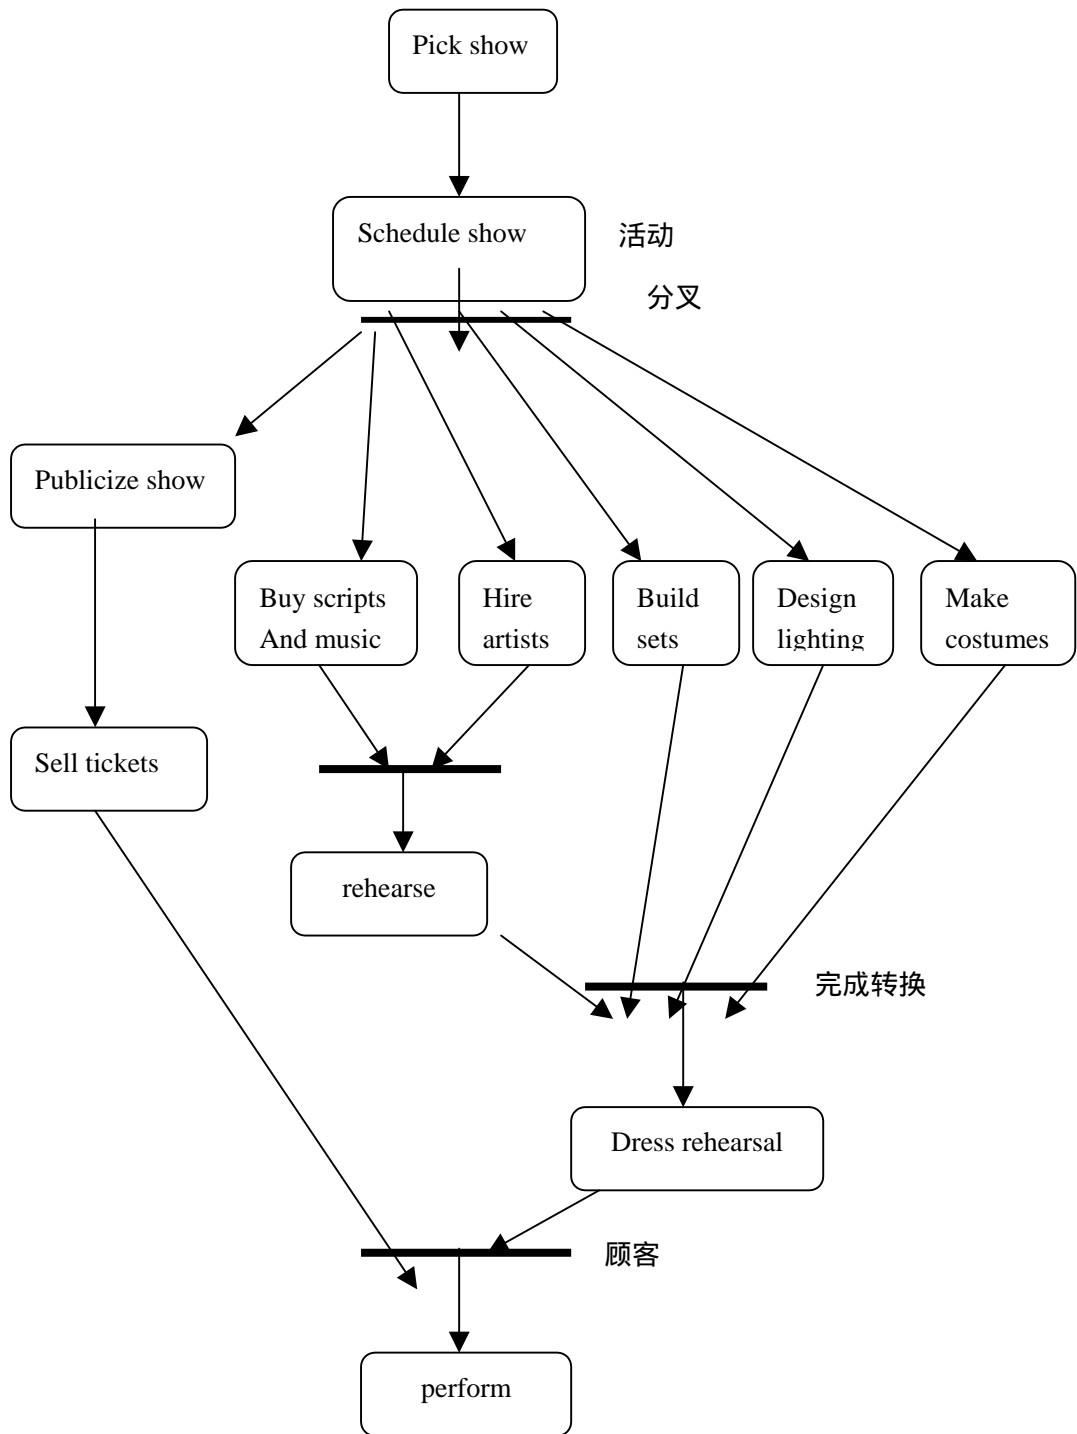 Pick show
Schedule show
活动
分叉
Publicize show
Buy scripts
And music
Hire
artists
Build
sets
Design
lighting
Make
costumes
Sell tickets
rehearse
完成转换
Dress rehearsal
顾客
perform